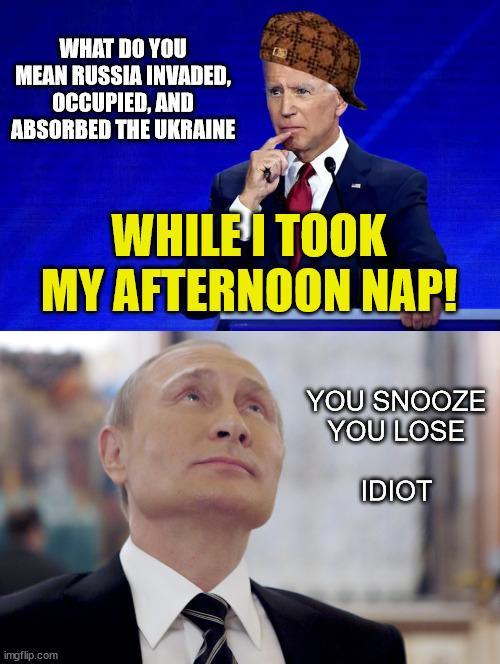 WHAT DO YOU
MEAN RUSSIA INVADED,
OCCUPIED, AND
ABSORBED THE UKRAINE
WHILE I TOOK
MY AFTERNOON NAP!
YOU SNOOZE
YOU LOSE
IDIOT
imgflip.com